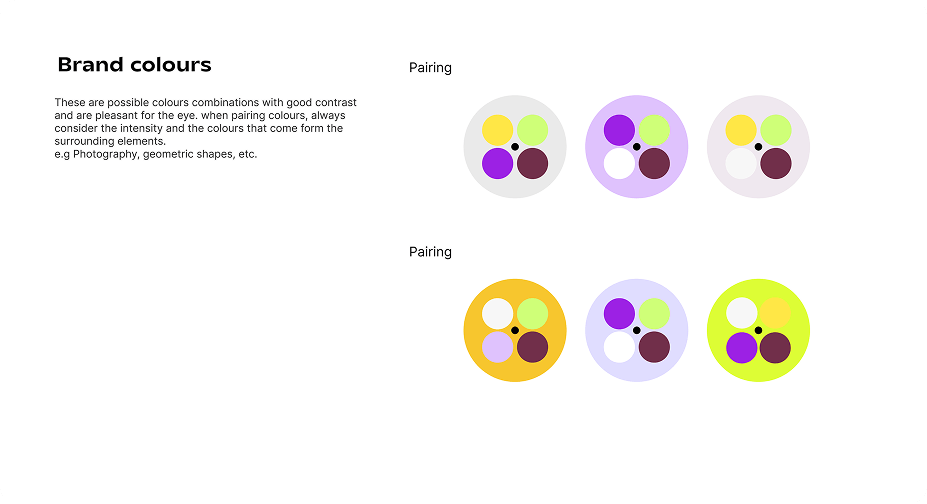 Brand colours
These are possible colours combinations with good contrast
and are pleasant for the eye. when pairing colours, always
consider the intensity and the colours that come form the
surrounding elements.
e.g Photography, geometric shapes, etc.
Pairing
Pairing